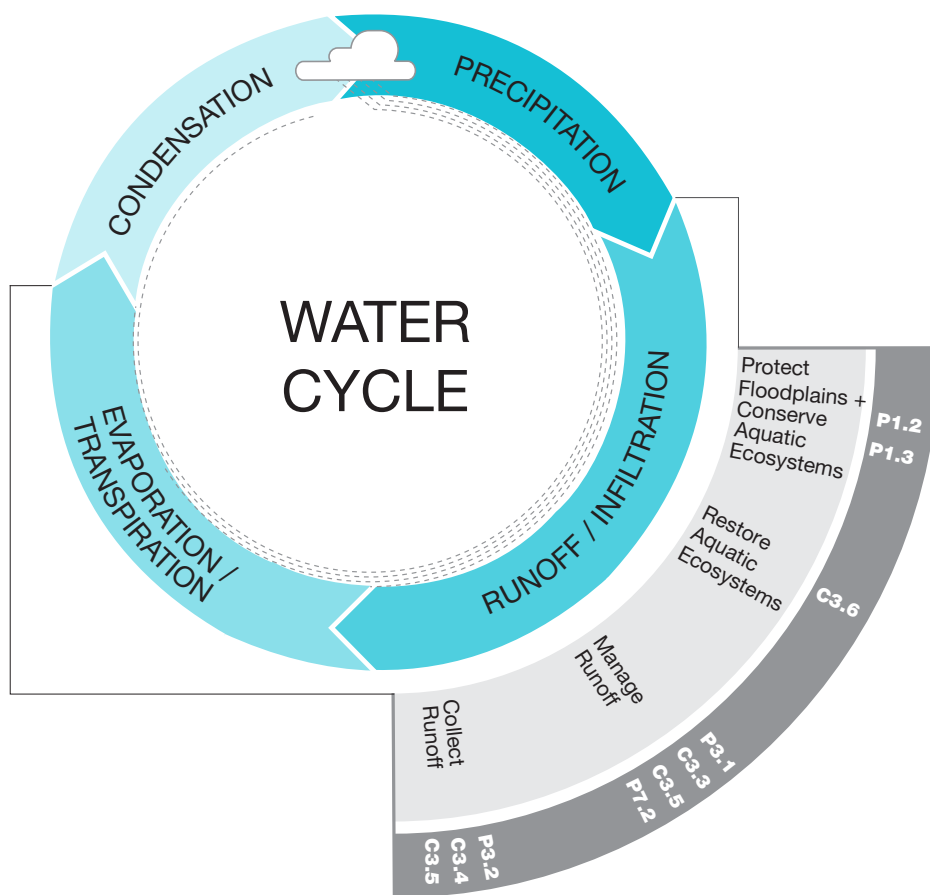 CONDENSATION
PRECIPITATION
WATER
CYCLE
EVAPORATION /
TRANSPIRATION
RUNOFF / INFILTRATION
Protect
Floodplains +
Conserve
Aquatic
Ecosystems
P1.2
P1.3
Restore
Aquatic
Ecosystems
C3.6
Manage
Runoff
P3.1
C3.3
C3.5
P7.2
Collect
Runoff
P3.2
C3.4
C3.5